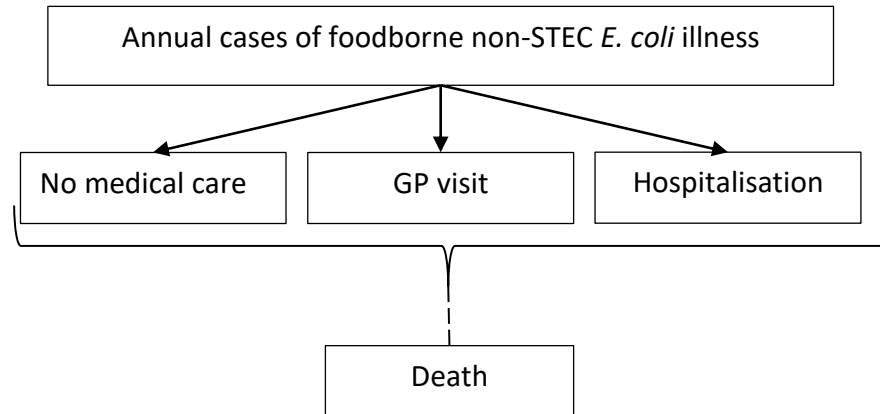 Annual cases of foodborne non-STEC E. coli illness
No medical care
GP visit
Hospitalisation
Death